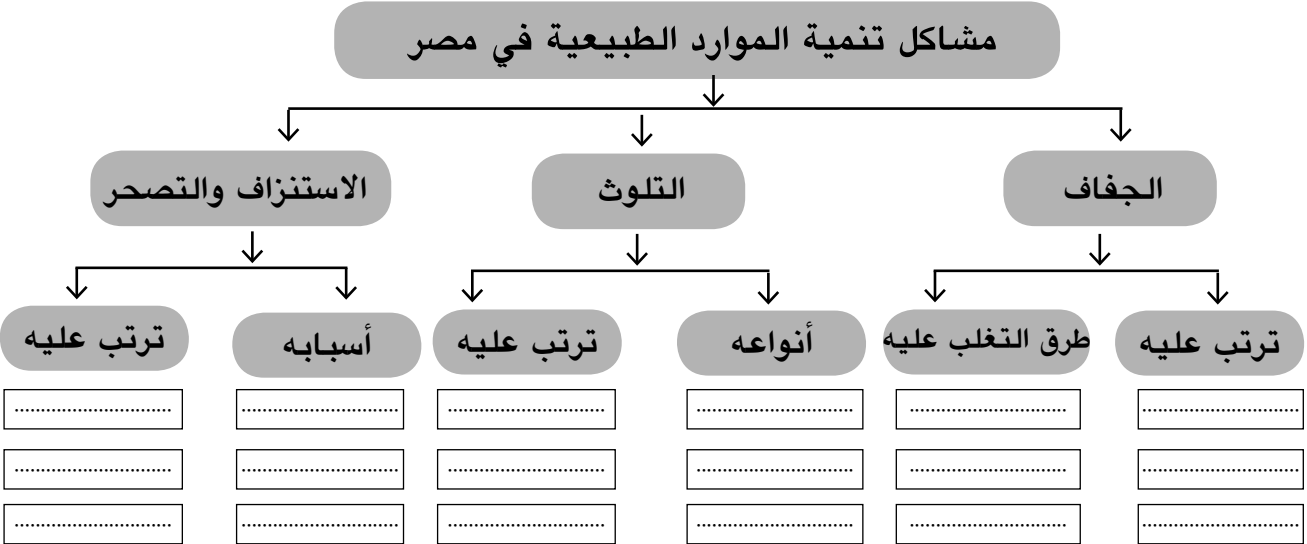 مشاكل تنمية الموارد الطبيعية في مصر
الجفاف
التلوث
الاستنزاف والتصحر
ترتب عليه
طرق التغلب عليه
أنواعه
ترتب عليه
أسبابه
ترتب عليه